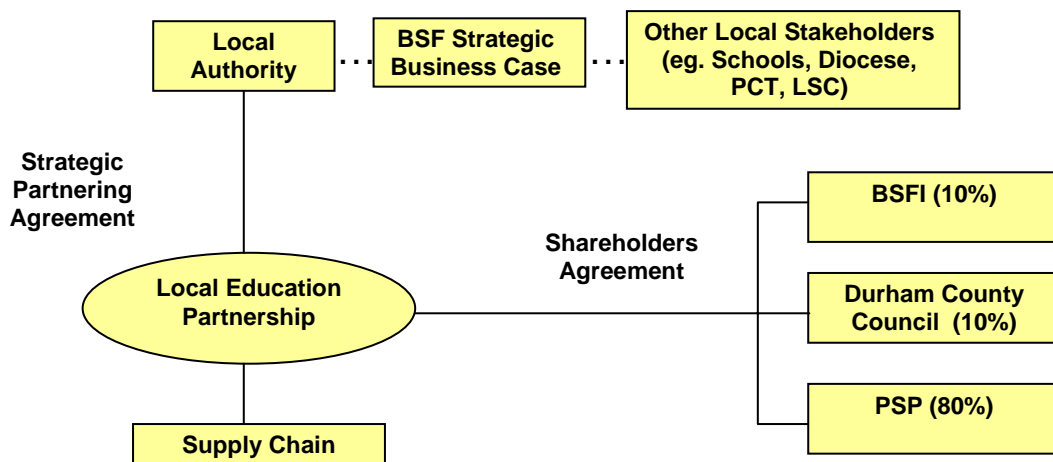 Local
Authority
...
BSF Strategic
Business Case
...
Other Local Stakeholders
(eg. Schools, Diocese,
PCT, LSC)
Strategic
Partnering
Agreement
BSFI (10%)
Shareholders
Agreement
Local Education
Partnership
Durham County
Council (10%)
PSP (80%)
Supply Chain